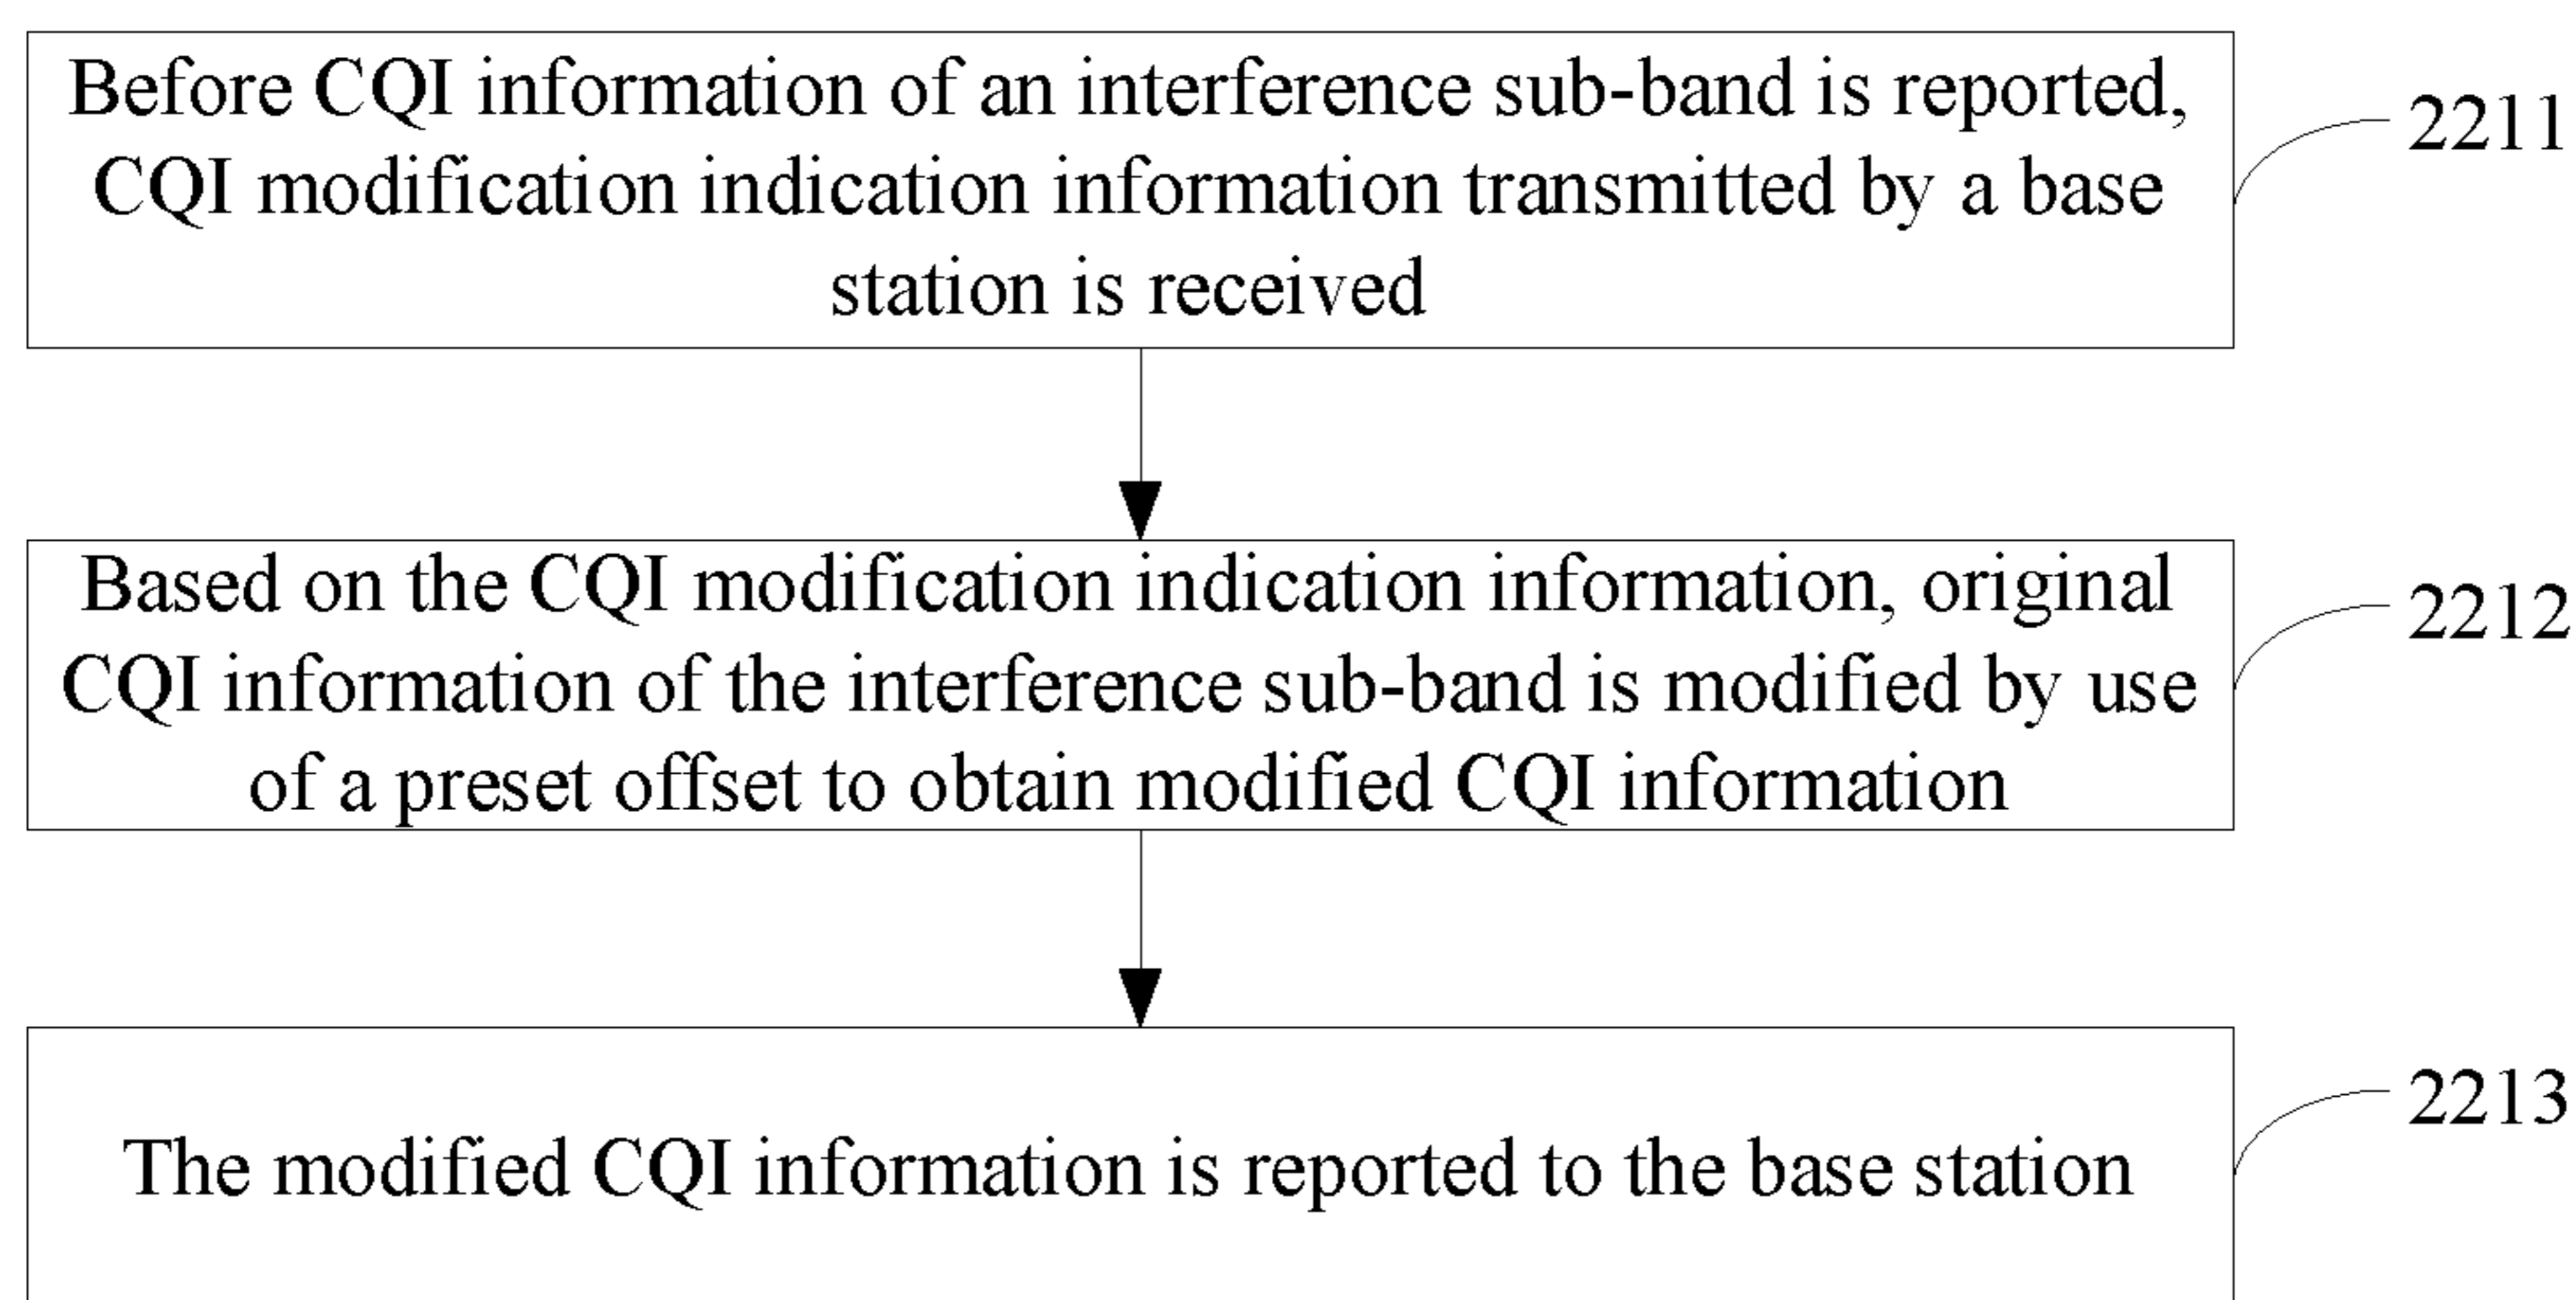 Before CQI information of an interference sub-band is reported,
CQI modification indication information transmitted by a base
station is received
2211
Based on the CQI modification indication information, original
CQI information of the interference sub-band is modified by use
of a preset offset to obtain modified CQI information
2212
The modified CQI information is reported to the base station
2213